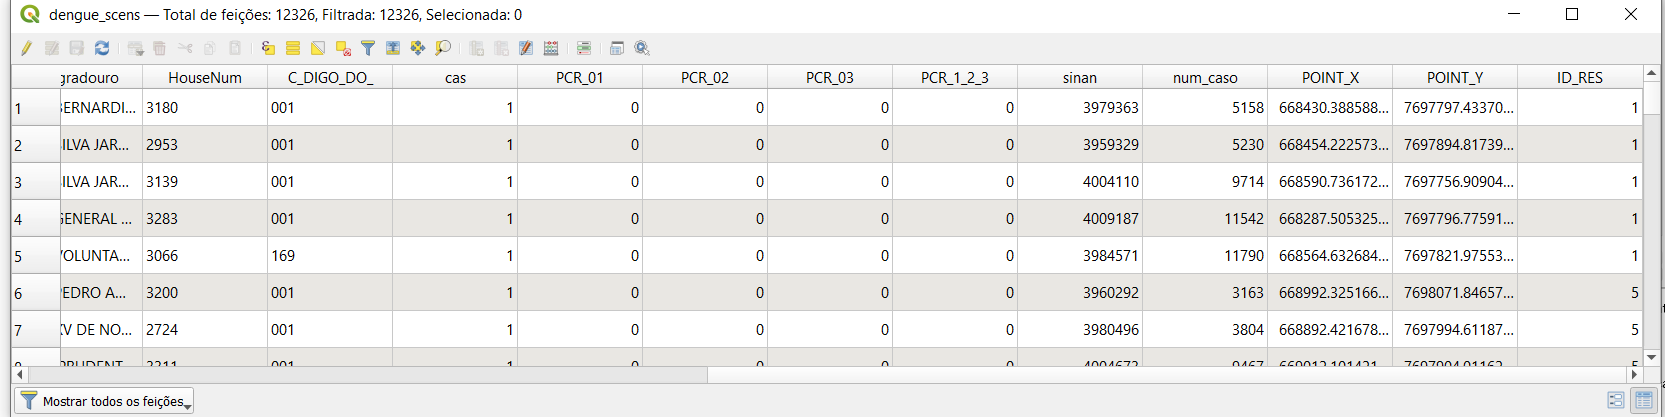 dengue_scens — Total de feições: 12326, Filtrada: 12326, Selecionada: 0
gradouro HouseNum C_DIGO_DO_ cas PCR_01 PCR_02 PCR_03 PCR_1_2_3 sinan num_caso POINT_X POINT_Y ID_RES
1 BERNARDI... 3180 001 1 0 0 0 0 3979363 5158 668430.388588... 7697797.43370... 1
2 SILVA JAR... 2953 001 1 0 0 0 0 3959329 5230 668454.222573... 7697894.81739... 1
3 SILVA JAR... 3139 001 1 0 0 0 0 4004110 9714 668590.736172... 7697756.90904... 1
4 GENERAL ... 3283 001 1 0 0 0 0 4009187 11542 668287.505325... 7697796.77591... 1
5 VOLUNTA... 3066 169 1 0 0 0 0 3984571 11790 668564.632684... 7697821.97553... 1
6 PEDRO A... 3200 001 1 0 0 0 0 3960292 3163 668992.325166... 7698071.84657... 5
7 XV DE NO... 2724 001 1 0 0 0 0 3980496 3804 668892.421678... 7697994.61187... 5
Mostrar todos os feições